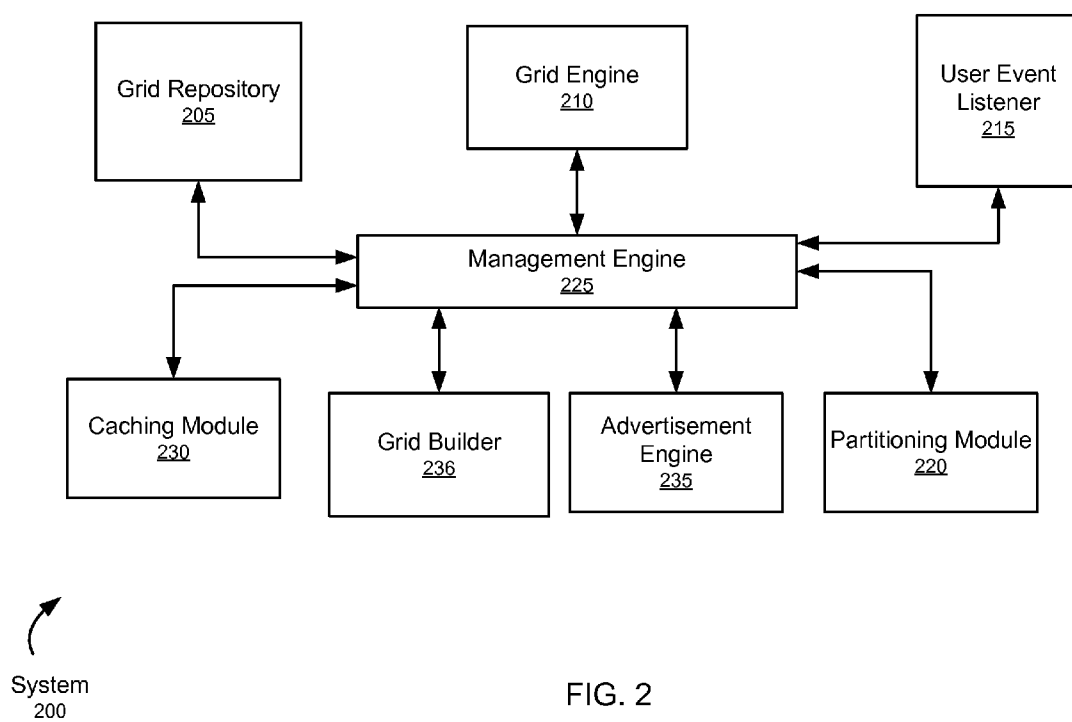 Grid Repository
205
Grid Engine
210
User Event
Listener
215
Management Engine
225
Caching Module
230
Grid Builder
236
Advertisement
Engine
235
Partitioning Module
220
System
200
FIG. 2